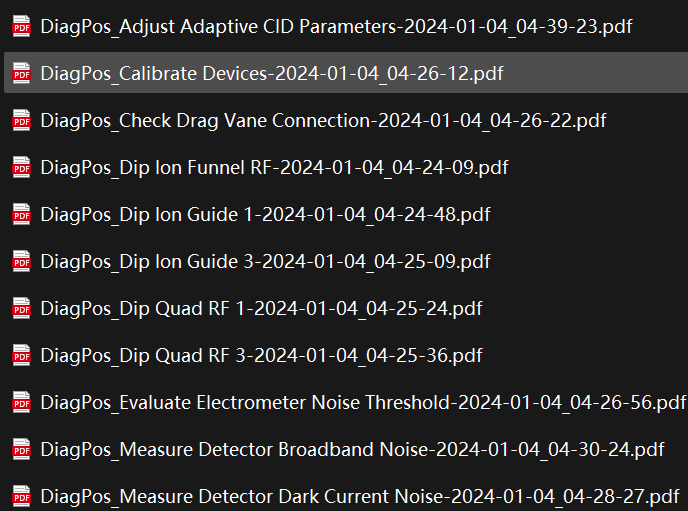 DiagPos_Adjust Adaptive CID Parameters-2024-01-04_04-39-23.pdf
DiagPos_Calibrate Devices-2024-01-04_04-26-12.pdf
DiagPos_Check Drag Vane Connection-2024-01-04_04-26-22.pdf
DiagPos_Dip Ion Funnel RF-2024-01-04_04-24-09.pdf
DiagPos_Dip Ion Guide 1-2024-01-04_04-24-48.pdf
DiagPos_Dip Ion Guide 3-2024-01-04_04-25-09.pdf
DiagPos_Dip Quad RF 1-2024-01-04_04-25-24.pdf
DiagPos_Dip Quad RF 3-2024-01-04_04-25-36.pdf
DiagPos_Evaluate Electrometer Noise Threshold-2024-01-04_04-26-56.pdf
DiagPos_Measure Detector Broadband Noise-2024-01-04_04-30-24.pdf
DiagPos_Measure Detector Dark Current Noise-2024-01-04_04-28-27.pdf